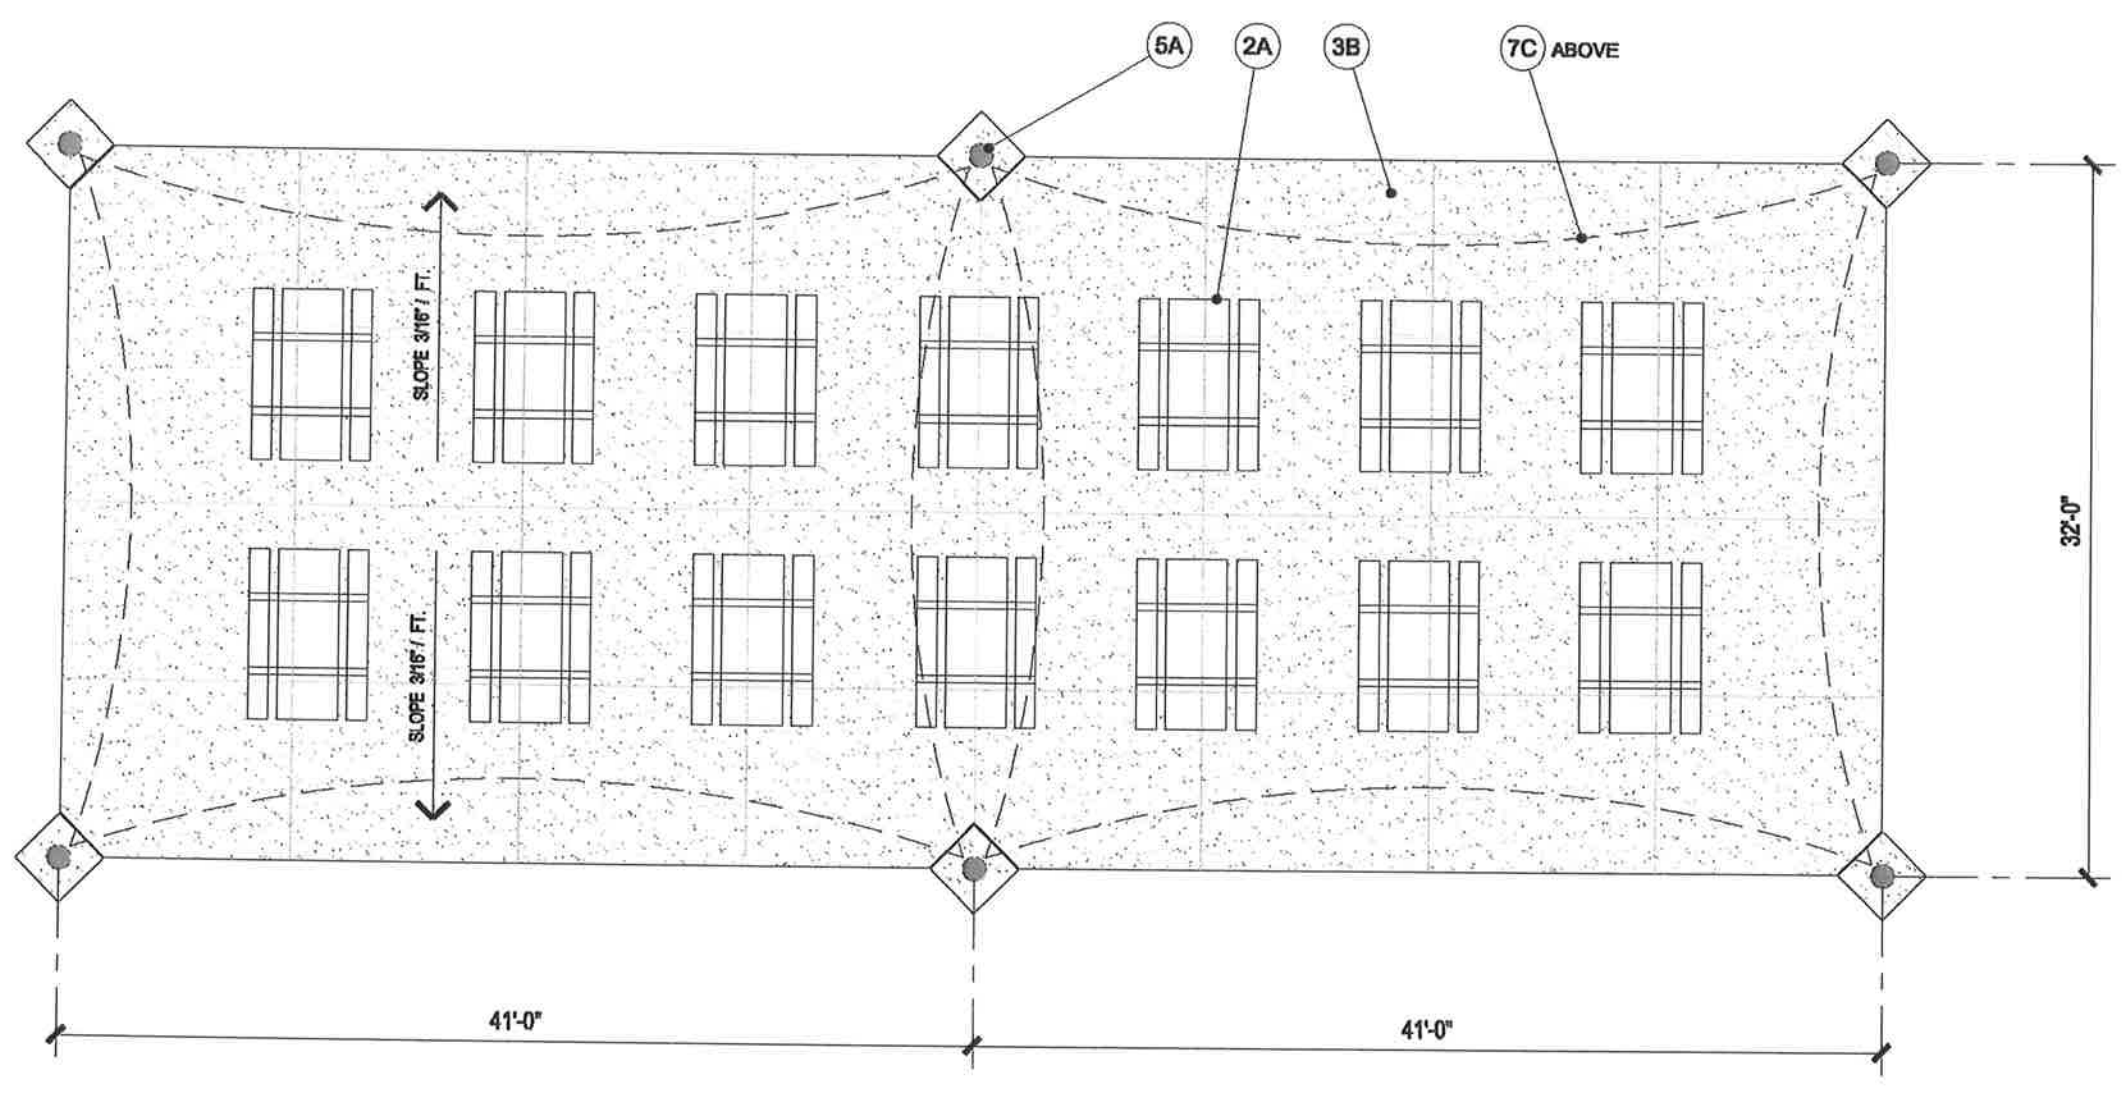 5A
2A
3B
7C ABOVE
SLOPE 3/16" / FT.
SLOPE 3/16" / FT.
32'-0"
41'-0"
41'-0"